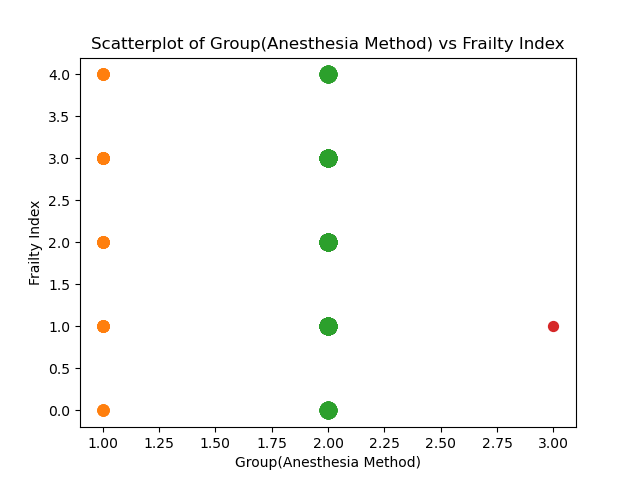 Scatterplot of Group(Anesthesia Method) vs Frailty Index
4.0
3.5
3.0
2.5
2.0
1.5
1.0
0.5
0.0
Frailty Index
1.00 1.25 1.50 1.75 2.00 2.25 2.50 2.75 3.00
Group(Anesthesia Method)